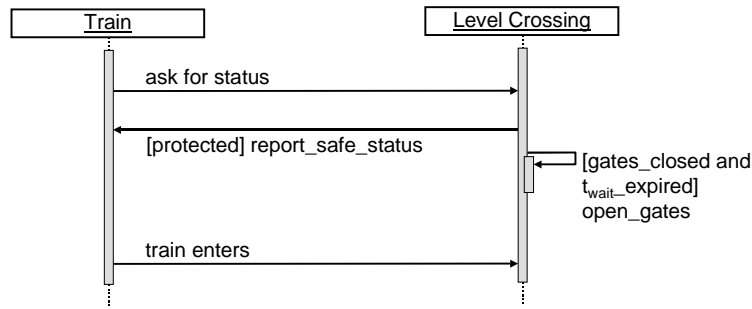 Train
Level Crossing
ask for status
[protected] report_safe_status
[gates_closed and
twait_expired]
open_gates
train enters